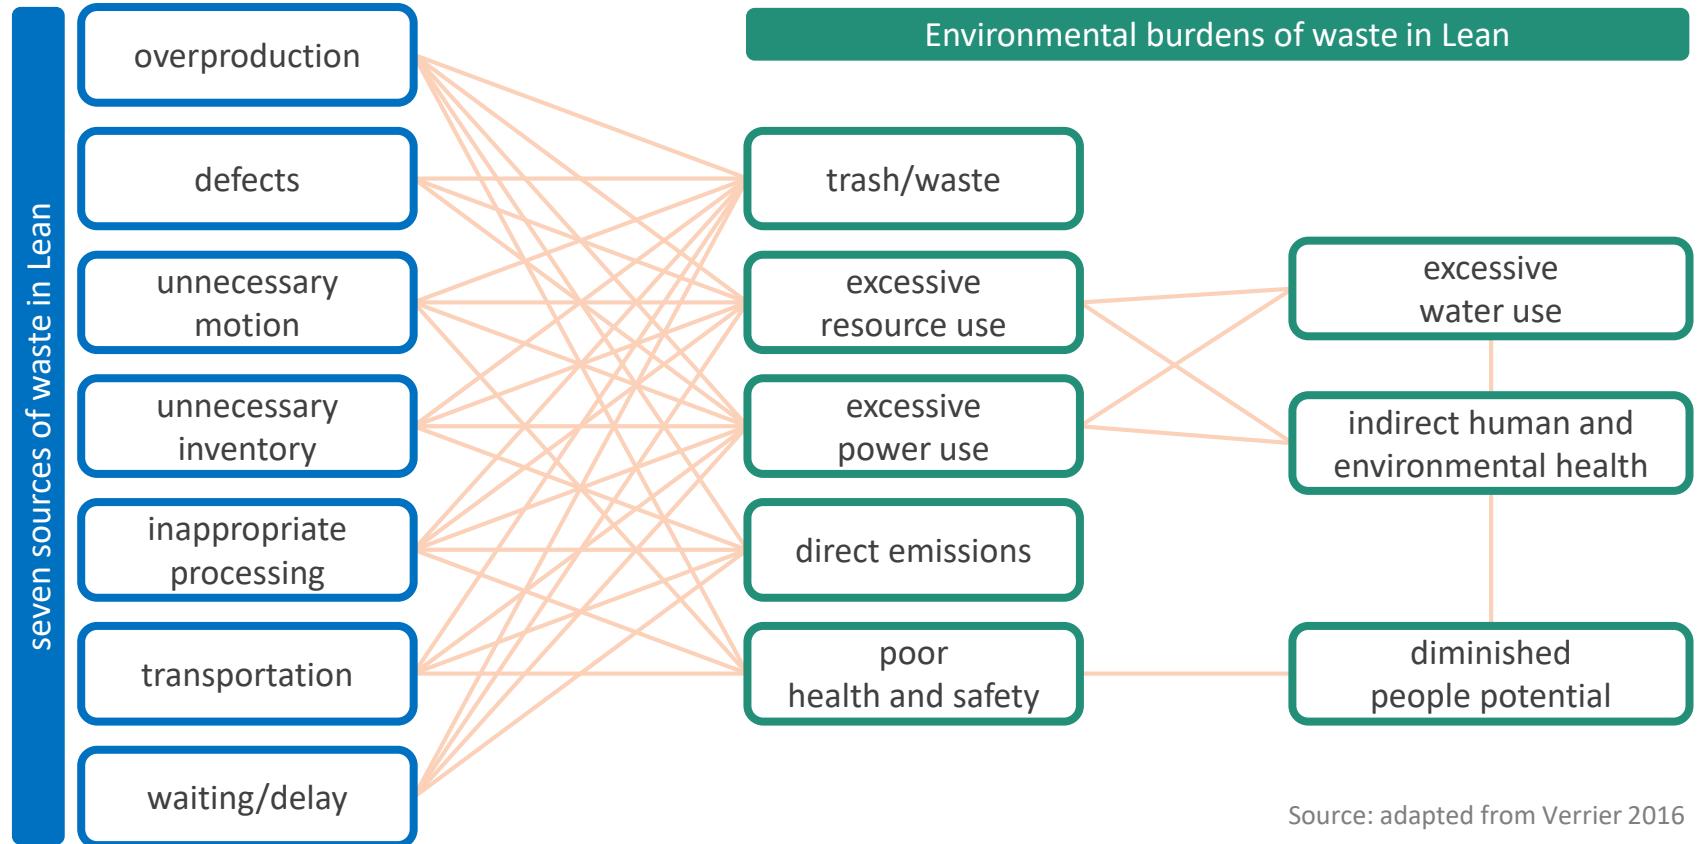 seven sources of waste in Lean
overproduction
defects
unnecessary
motion
unnecessary
inventory
inappropriate
processing
transportation
waiting/delay
Environmental burdens of waste in Lean
trash/waste
excessive
resource use
excessive
power use
direct emissions
poor
health and safety
excessive
water use
indirect human and
environmental health
diminished
people potential
Source: adapted from Verrier 2016